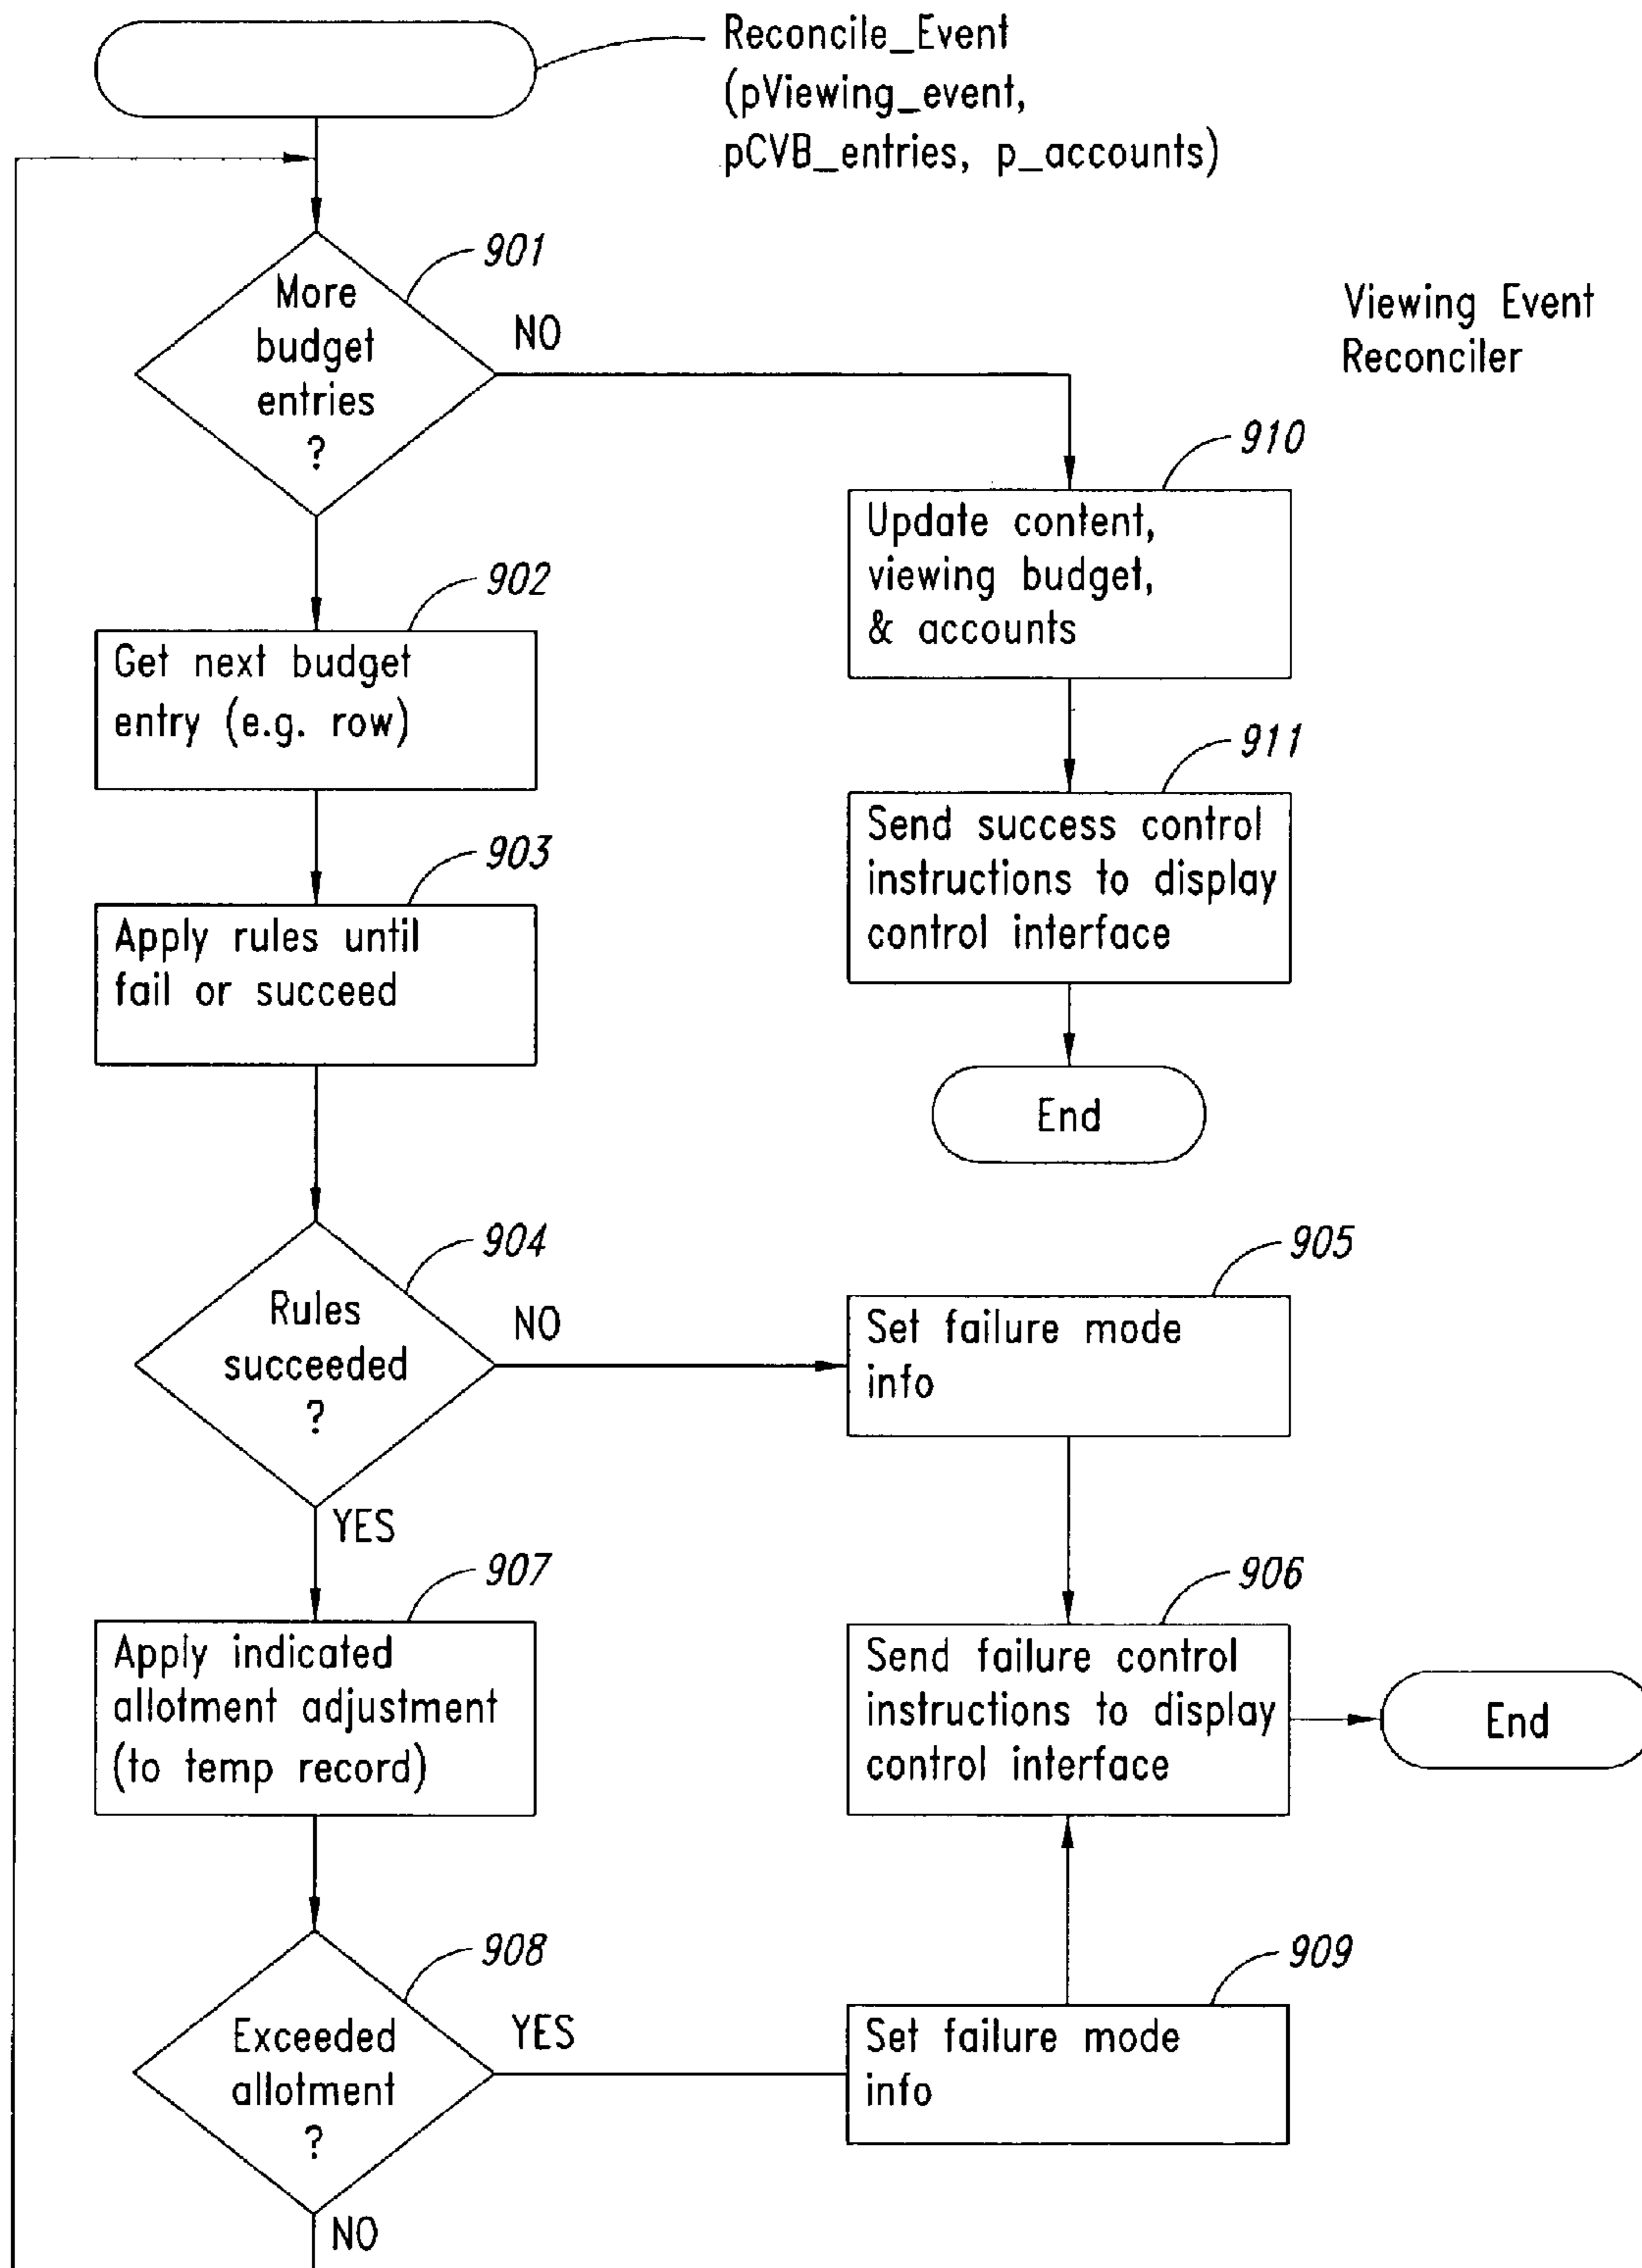 Reconcile_Event
(pViewing_event,
pCVB_entries, p_accounts)
901
More
budget
entries
?
NO
Viewing Event
Reconciler
910
Update content,
viewing budget,
& accounts
902
Get next budget
entry (e.g. row)
911
Send success control
instructions to display
control interface
903
Apply rules until
fail or succeed
End
904
Rules
succeeded
?
NO
YES
905
Set failure mode
info
907
Apply indicated
allotment adjustment
(to temp record)
906
Send failure control
instructions to display
control interface
End
908
Exceeded
allotment
?
YES
NO
909
Set failure mode
info